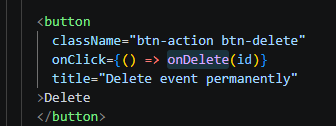 <button
className="btn-action btn-delete"
onClick={() => onDelete(id)}
title="Delete event permanently"
>Delete
</button>